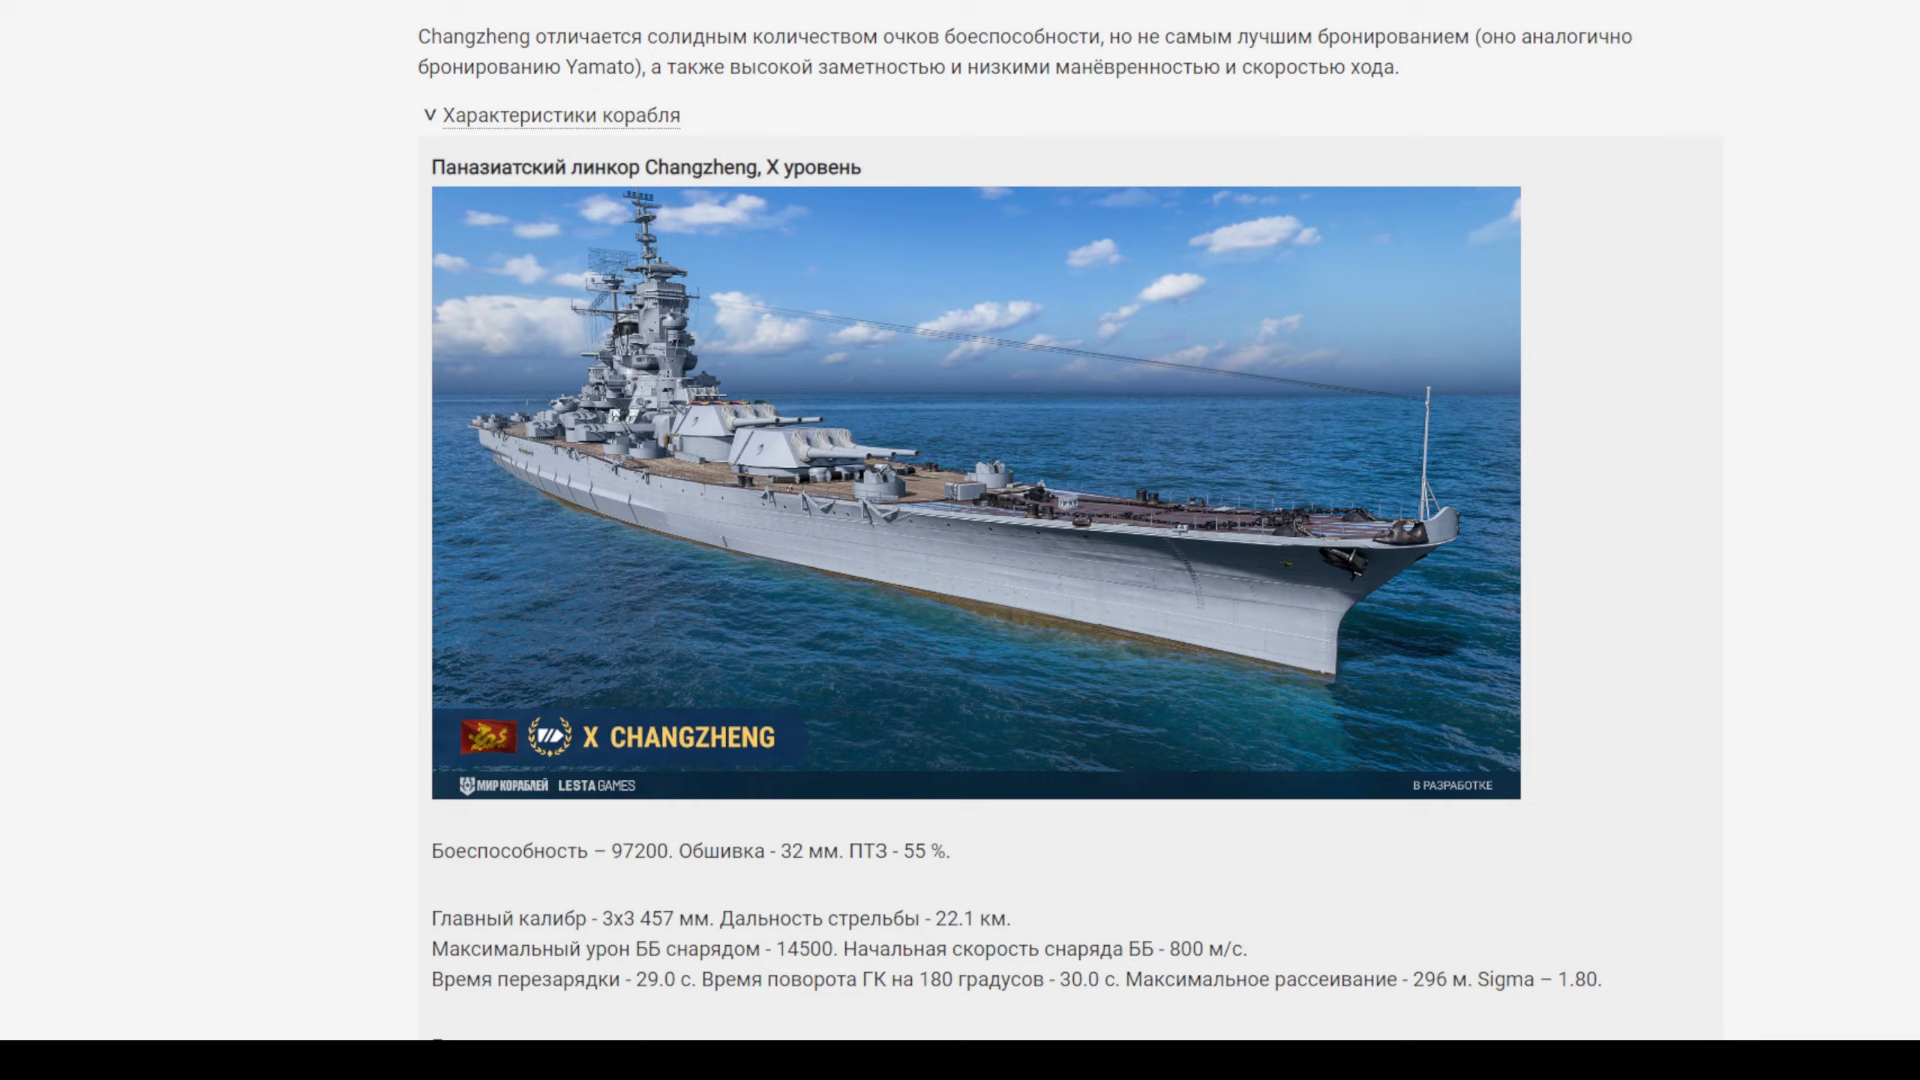 Changzheng отличается солидным количеством очков боеспособности, но не самым лучшим бронированием (оно аналогично
бронированию Yamato), а также высокой заметностью и низкими манёвренностью и скоростью хода.
Характеристики корабля
Паназиатский линкор Changzheng, X уровень
X CHANGZHENG
МИР КОРАБЛЕЙ LESTA GAMES
В РАЗРАБОТКЕ
Боеспособность – 97200. Обшивка - 32 мм. ПТЗ - 55 %.
Главный калибр - 3х3 457 мм. Дальность стрельбы - 22.1 км.
Максимальный урон ББ снарядом - 14500. Начальная скорость снаряда ББ - 800 м/с.
Время перезарядки - 29.0 с. Время поворота ГК на 180 градусов - 30.0 с. Максимальное рассеивание - 296 м. Sigma – 1.80.